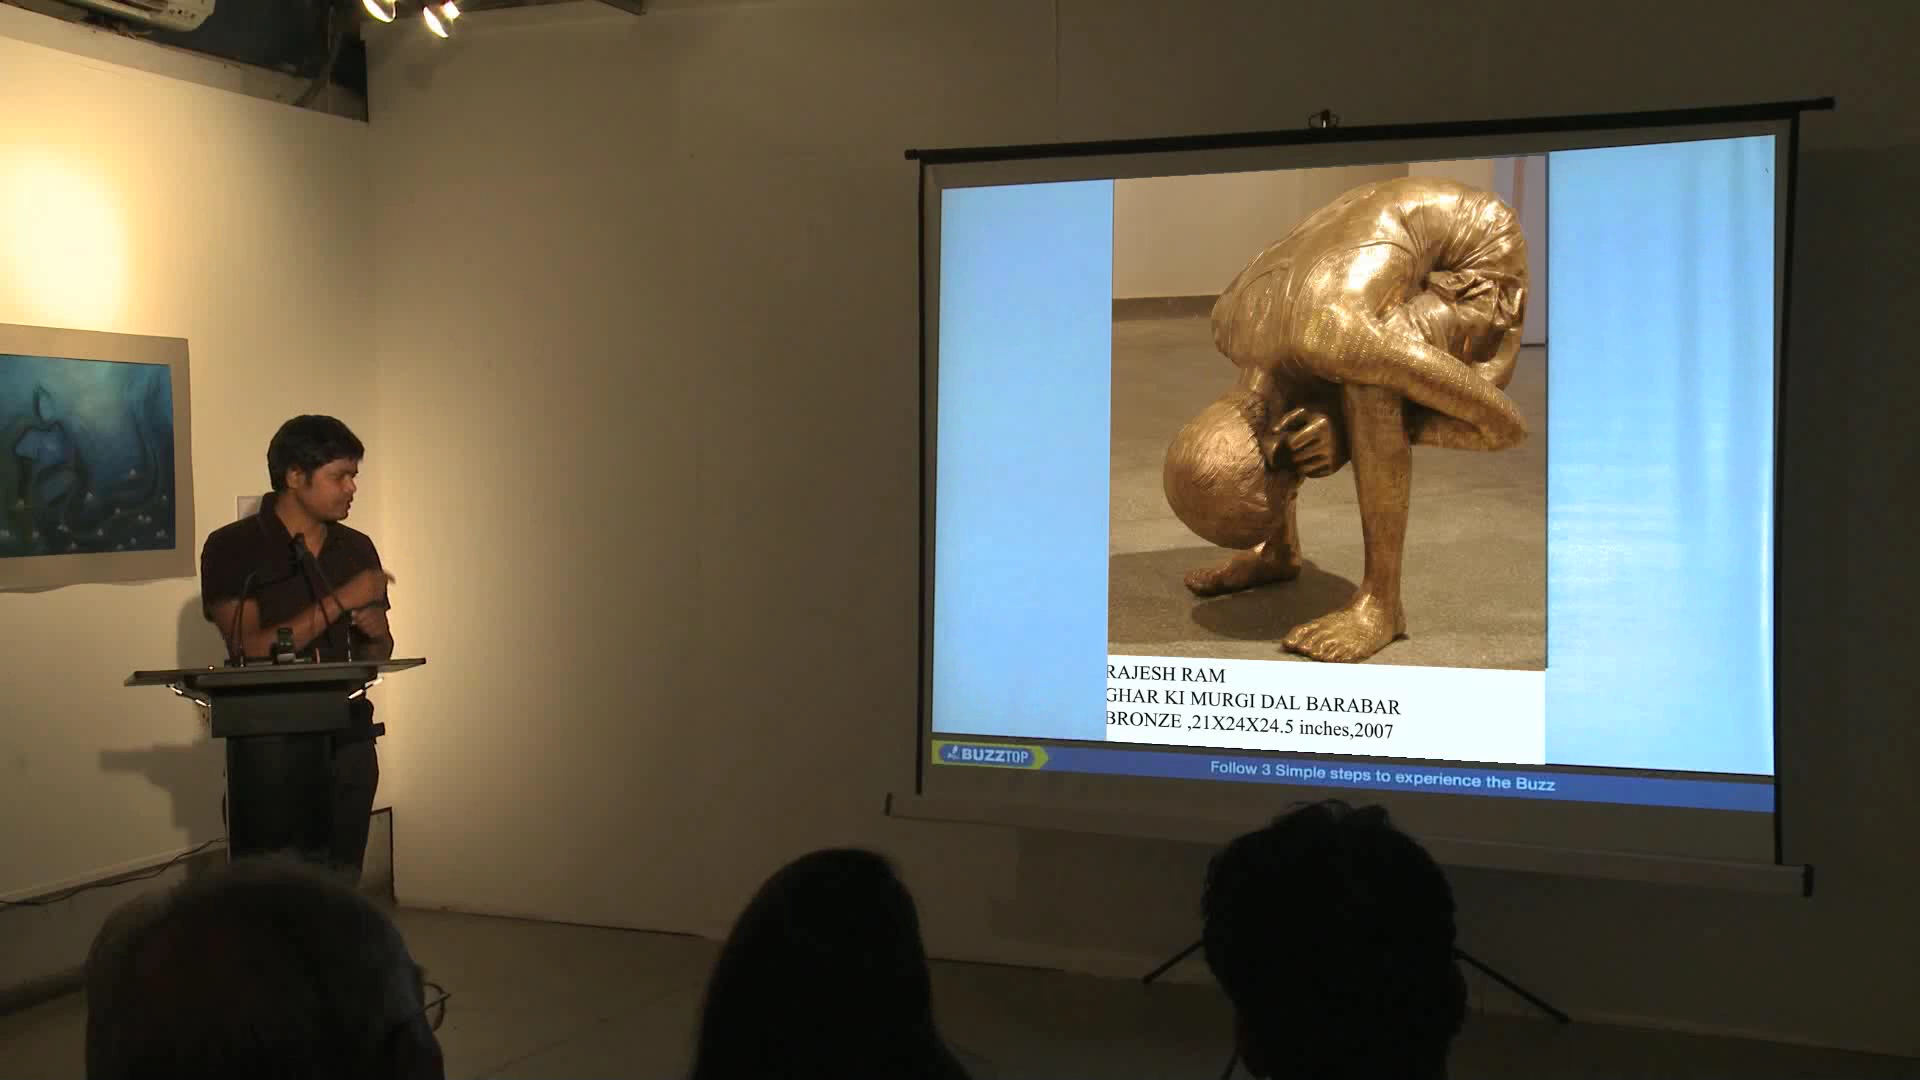 RAJESH RAM
GHAR KI MURGI DAL BARABAR
BRONZE ,21X24X24.5 inches,2007
BUZZTOP
Follow 3 Simple steps to experience the Buzz